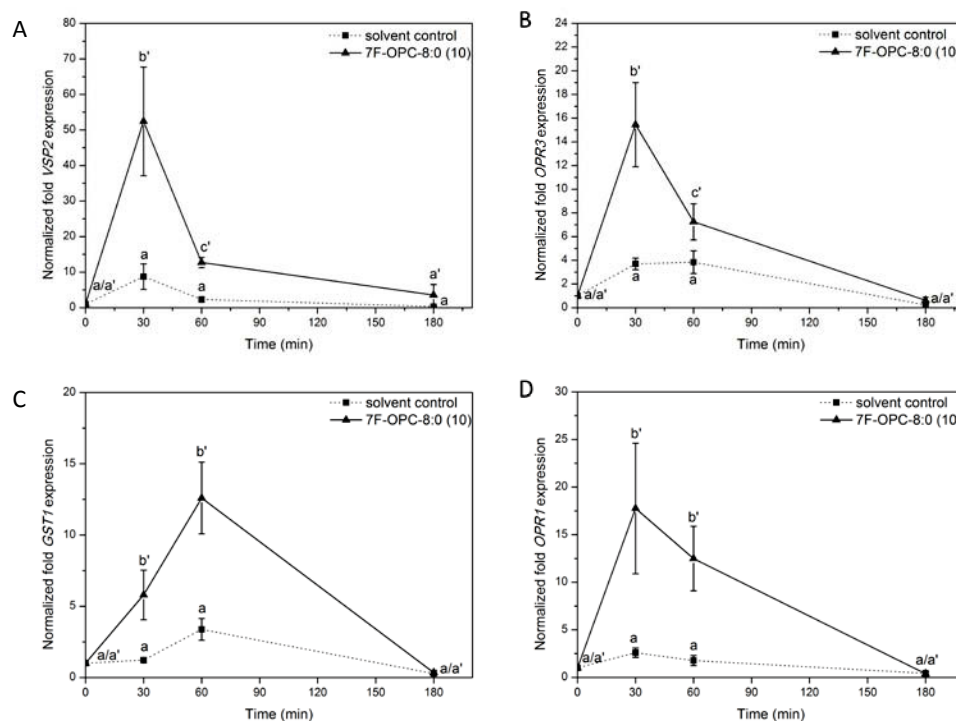 A
solvent control
7F-OPC-8:0 (10)
Normalized fold VSP2 expression
80
70
60
50
40
30
20
10
0
b'
a
c'
a
a/a'
a'
a
0 30 60 90 120 150 180
Time (min)
B
solvent control
7F-OPC-8:0 (10)
Normalized fold OPR3 expression
24
22
20
18
16
14
12
10
8
6
4
2
0
b'
c'
a
a
a/a'
a/a'
0 30 60 90 120 150 180
Time (min)
C
solvent control
7F-OPC-8:0 (10)
Normalized fold GST1 expression
20
15
10
5
0
b'
b'
a
a
a/a'
a/a'
0 30 60 90 120 150 180
Time (min)
D
solvent control
7F-OPC-8:0 (10)
Normalized fold OPR1 expression
30
25
20
15
10
5
0
b'
b'
a
a
a/a'
a/a'
0 30 60 90 120 150 180
Time (min)